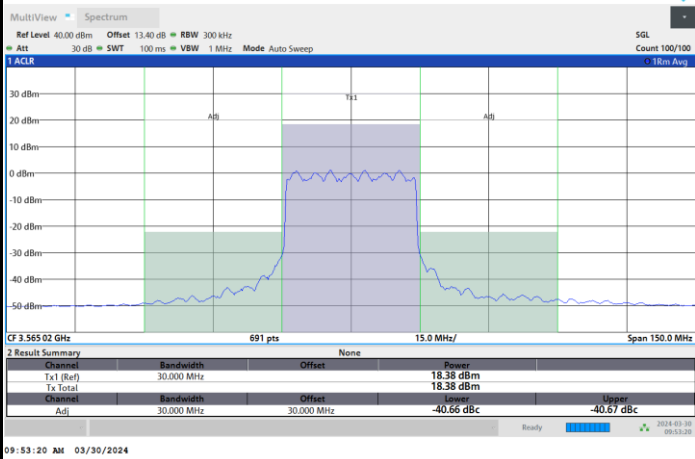 MultiView Spectrum
Ref Level 40.00 dBm Offset 13.40 dB RBW 300 kHz SGL
Att 30 dB SWT 100 ms VBW 1 MHz Mode Auto Sweep Count 100/100
1 ACLR 1Rm Avg
30 dBm
Tx1
20 dBm Adj Adj
10 dBm
0 dBm
-10 dBm
-20 dBm
-30 dBm
-40 dBm
-50 dBm
CF 3.565 02 GHz 691 pts 15.0 MHz/ Span 150.0 MHz
2 Result Summary None
Channel Bandwidth Offset Power
Tx1 (Ref) 30.000 MHz 18.38 dBm
Tx Total 18.38 dBm
Channel Bandwidth Offset Lower Upper
Adj 30.000 MHz 30.000 MHz -40.66 dBc -40.67 dBc
Ready 2024-03-30
09:53:20
09:53:20 AM 03/30/2024